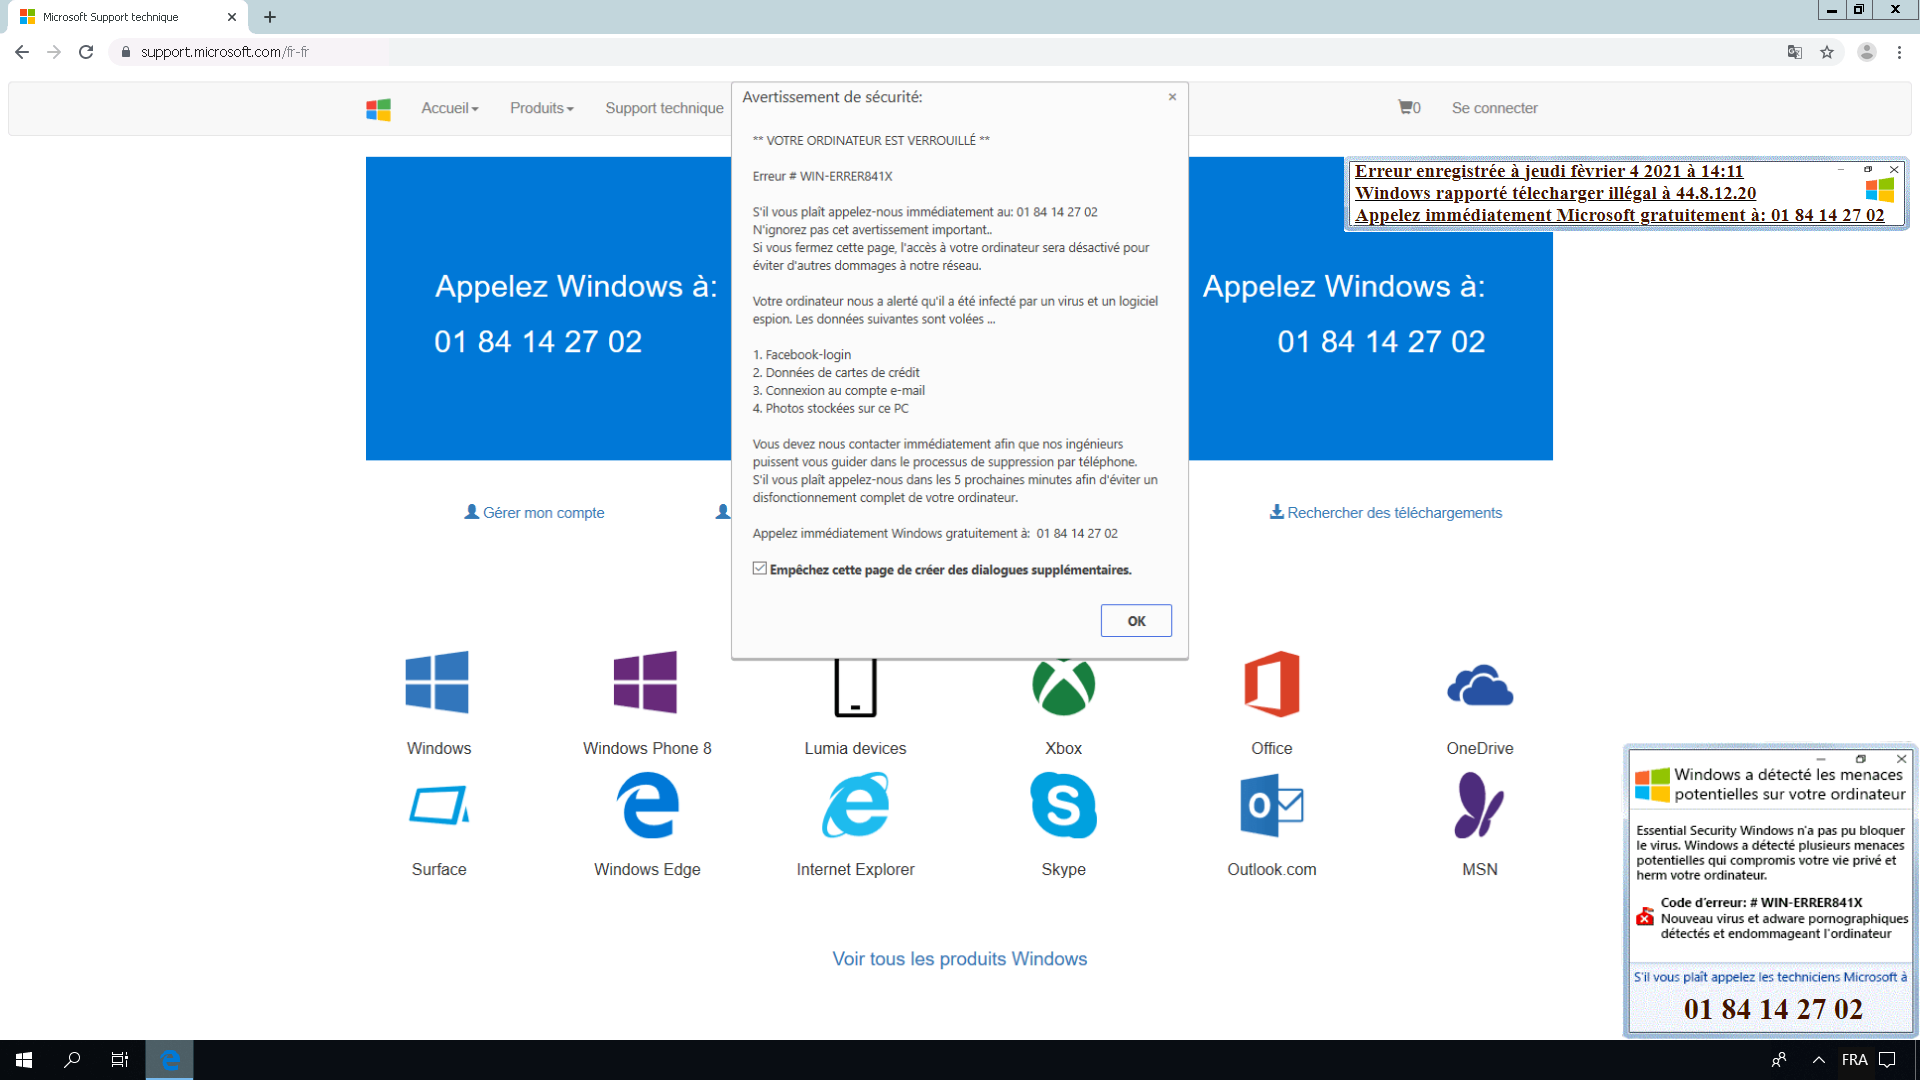 Microsoft Support technique
support.microsoft.com/fr-fr
Accueil
Produits
Support technique
0
Se connecter
Avertissement de sécurité:
** VOTRE ORDINATEUR EST VERROUILLÉ **
Erreur # WIN-ERRER841X
S'il vous plaît appelez-nous immédiatement au: 01 84 14 27 02
N'ignorez pas cet avertissement important..
Si vous fermez cette page, l'accès à votre ordinateur sera désactivé pour
éviter d'autres dommages à notre réseau.
Votre ordinateur nous a alerté qu'il a été infecté par un virus et un logiciel
espion. Les données suivantes sont volées ...
1. Facebook-login
2. Données de cartes de crédit
3. Connexion au compte e-mail
4. Photos stockées sur ce PC
Vous devez nous contacter immédiatement afin que nos ingénieurs
puissent vous guider dans le processus de suppression par téléphone.
S'il vous plaît appelez-nous dans les 5 prochaines minutes afin d'éviter un
disfonctionnement complet de votre ordinateur.
Appelez immédiatement Windows gratuitement à: 01 84 14 27 02
Empêchez cette page de créer des dialogues supplémentaires.
OK
Erreur enregistrée à jeudi fèvrier 4 2021 à 14:11
Windows rapporté télecharger illégal à 44.8.12.20
Appelez immédiatement Microsoft gratuitement à: 01 84 14 27 02
Appelez Windows à:
01 84 14 27 02
Appelez Windows à:
01 84 14 27 02
Gérer mon compte
Rechercher des téléchargements
Windows
Windows Phone 8
Lumia devices
Xbox
Office
OneDrive
Surface
Windows Edge
Internet Explorer
Skype
Outlook.com
MSN
Voir tous les produits Windows
Windows a détecté les menaces
potentielles sur votre ordinateur
Essential Security Windows n'a pas pu bloquer
le virus. Windows a détecté plusieurs menaces
potentielles qui compromis votre vie privé et
herm votre ordinateur.
Code d'erreur: # WIN-ERRER841X
Nouveau virus et adware pornographiques
détectés et endommageant l'ordinateur
S'il vous plaît appelez les techniciens Microsoft à
01 84 14 27 02
FRA